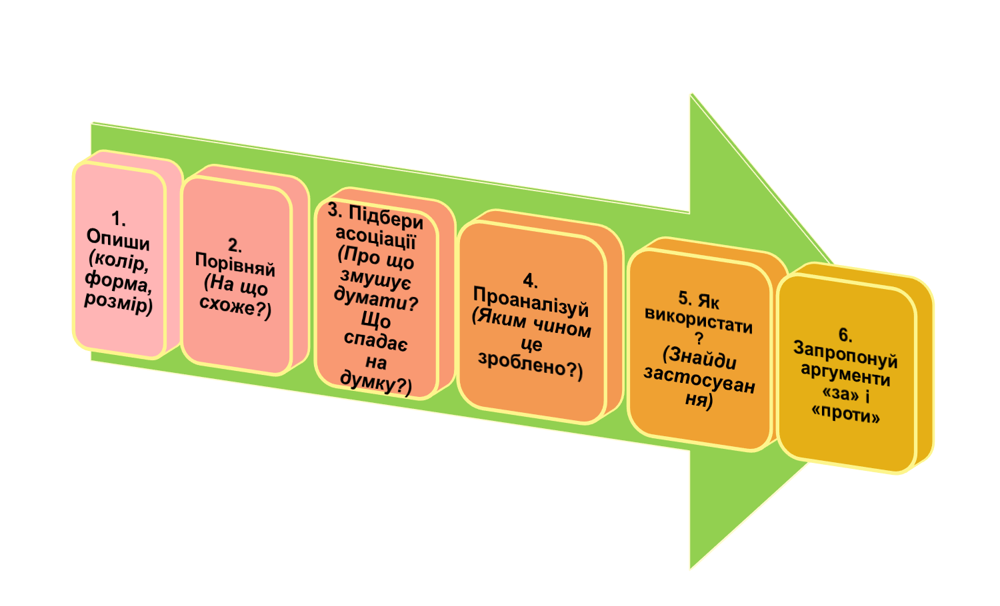 1.
Опиши
(колір,
форма,
розмір)
2.
Порівняй
(На що
схоже?)
3. Підбери
асоціації
(Про що
змушує
думати?
Що
спадає
на
думку?)
4.
Проаналізуй
(Яким чином
це
зроблено?)
5. Як
використати
?
(Знайди
застосуван
ня)
6.
Запропонуй
аргументи
«за» і
«проти»